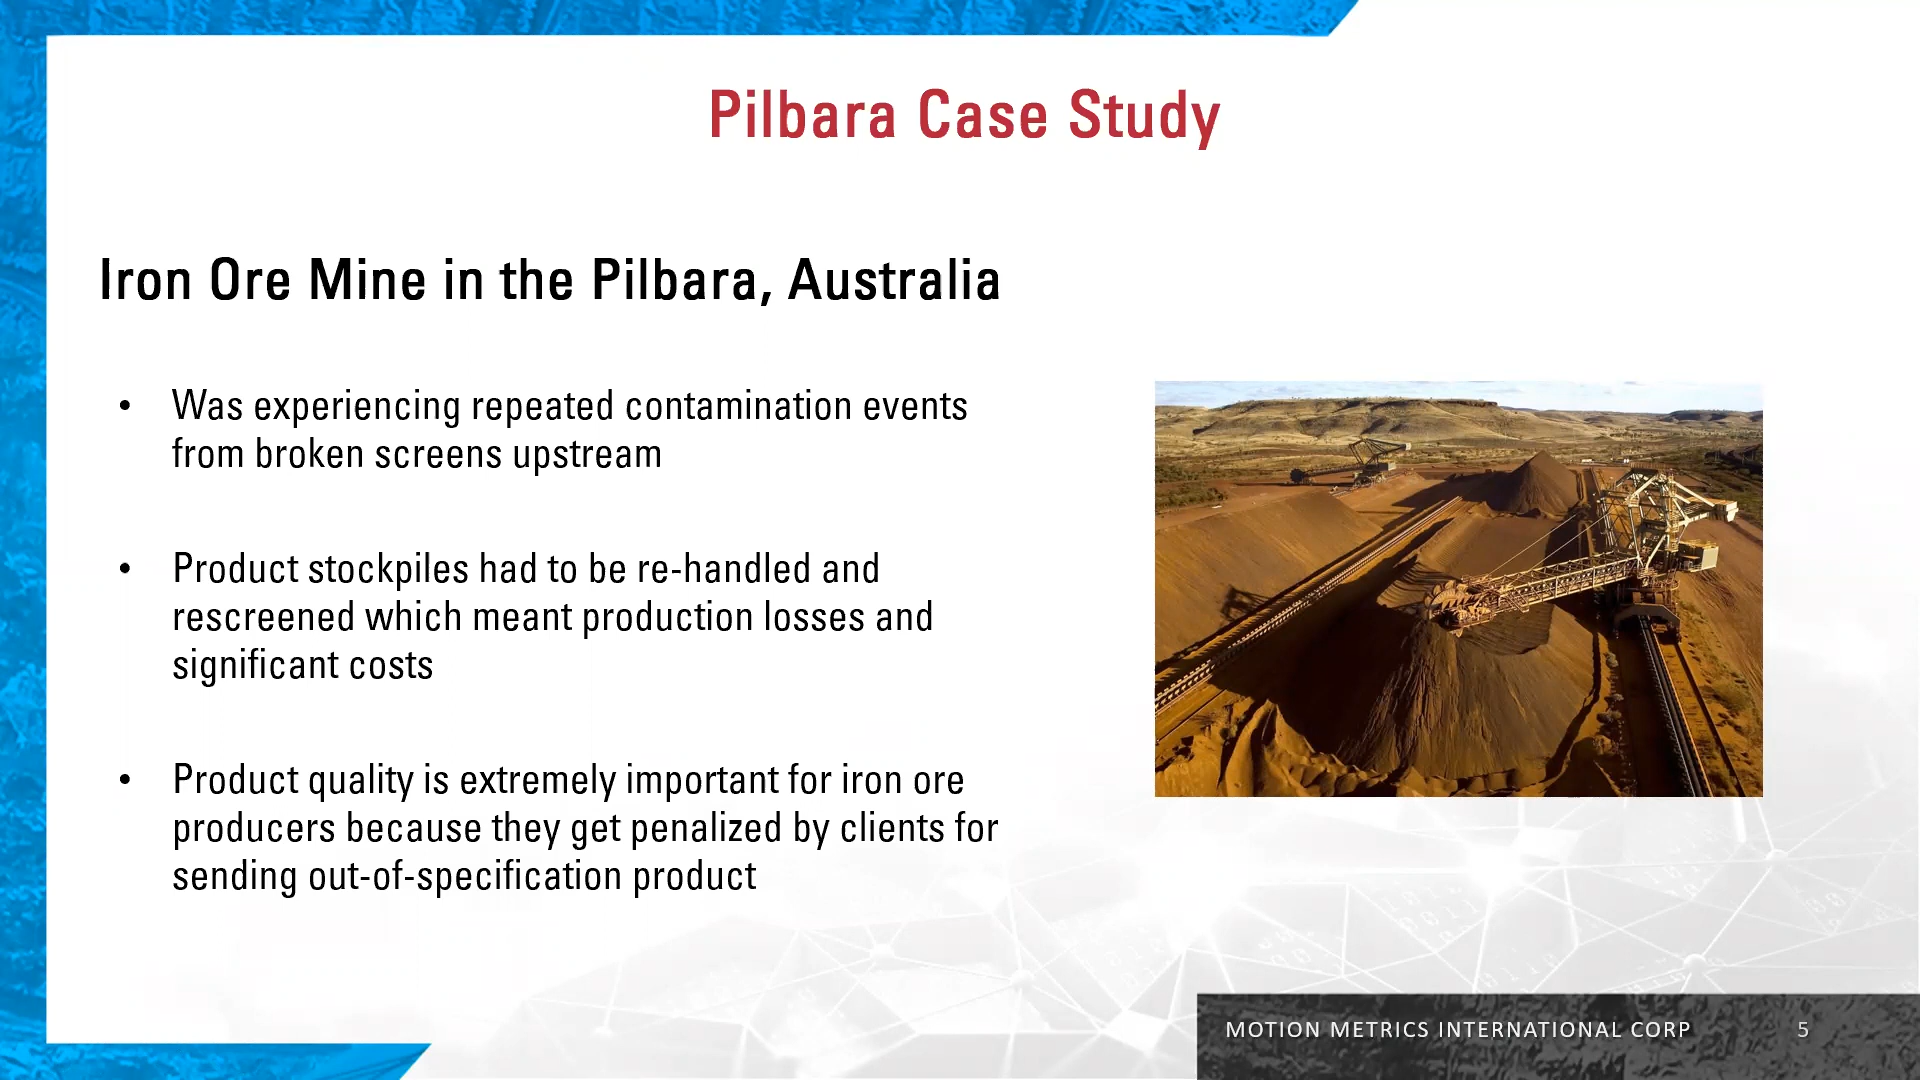 Pilbara Case Study
Iron Ore Mine in the Pilbara, Australia
• Was experiencing repeated contamination events
from broken screens upstream
• Product stockpiles had to be re-handled and
rescreened which meant production losses and
significant costs
• Product quality is extremely important for iron ore
producers because they get penalized by clients for
sending out-of-specification product
MOTION METRICS INTERNATIONAL CORP 5